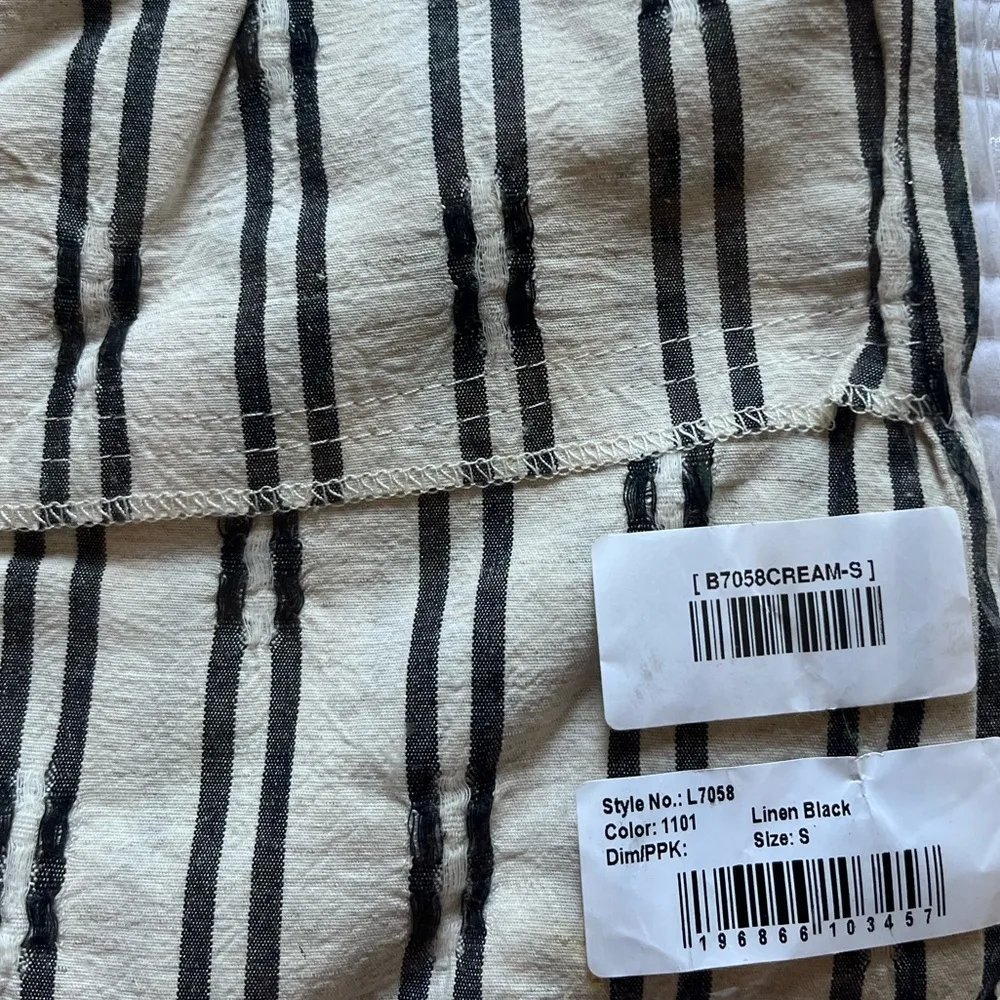 [ B7058CREAM-S ]
Style No.: L7058
Color: 1101 Linen Black
Dim/PPK: Size: S
196866103457